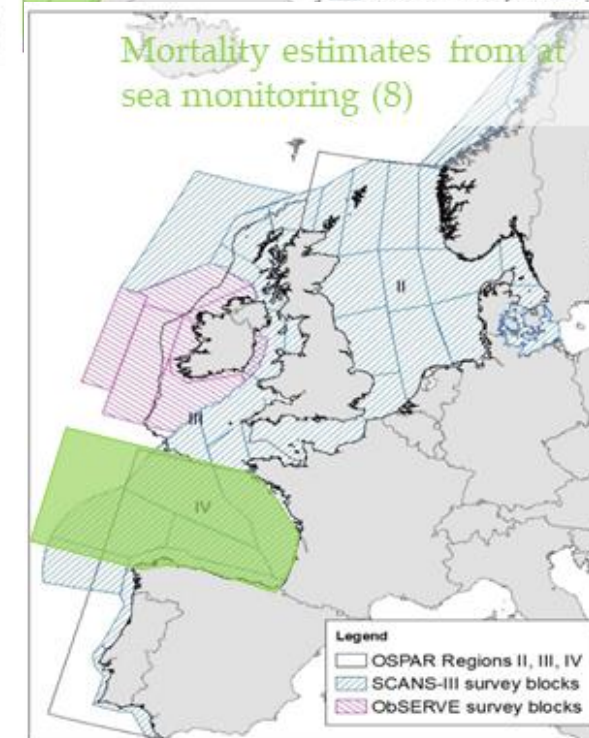 Mortality estimates from at
sea monitoring (8)
II
III
IV
Legend
OSPAR Regions II, III, IV
SCANS-III survey blocks
ObSERVE survey blocks